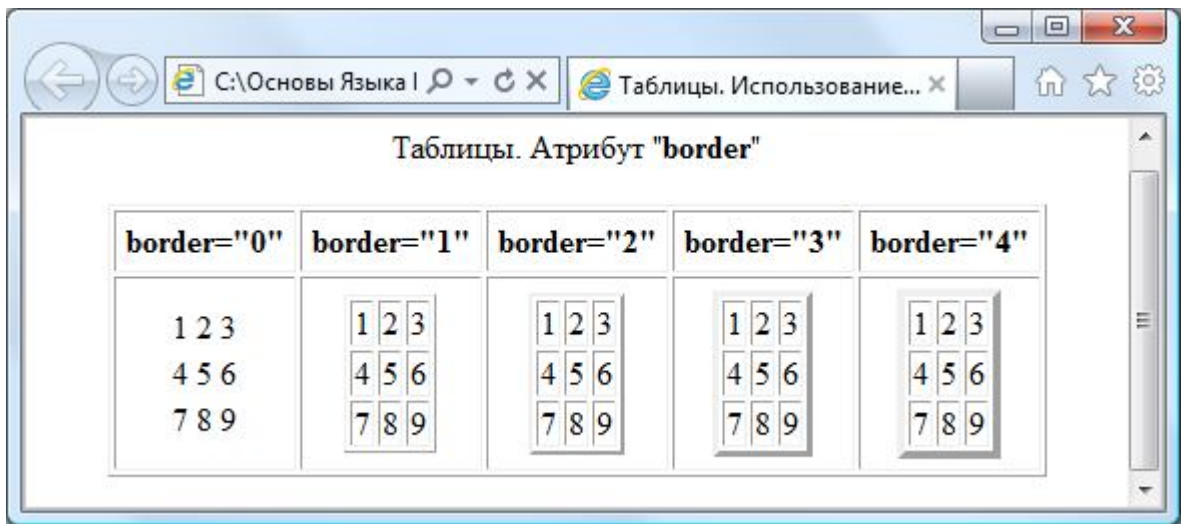 C:\Основы Языка
Таблицы. Использование...
Таблицы. Атрибут "border"
border="0" border="1" border="2" border="3" border="4"
1 2 3 1 2 3 1 2 3 1 2 3 1 2 3
4 5 6 4 5 6 4 5 6 4 5 6 4 5 6
7 8 9 7 8 9 7 8 9 7 8 9 7 8 9